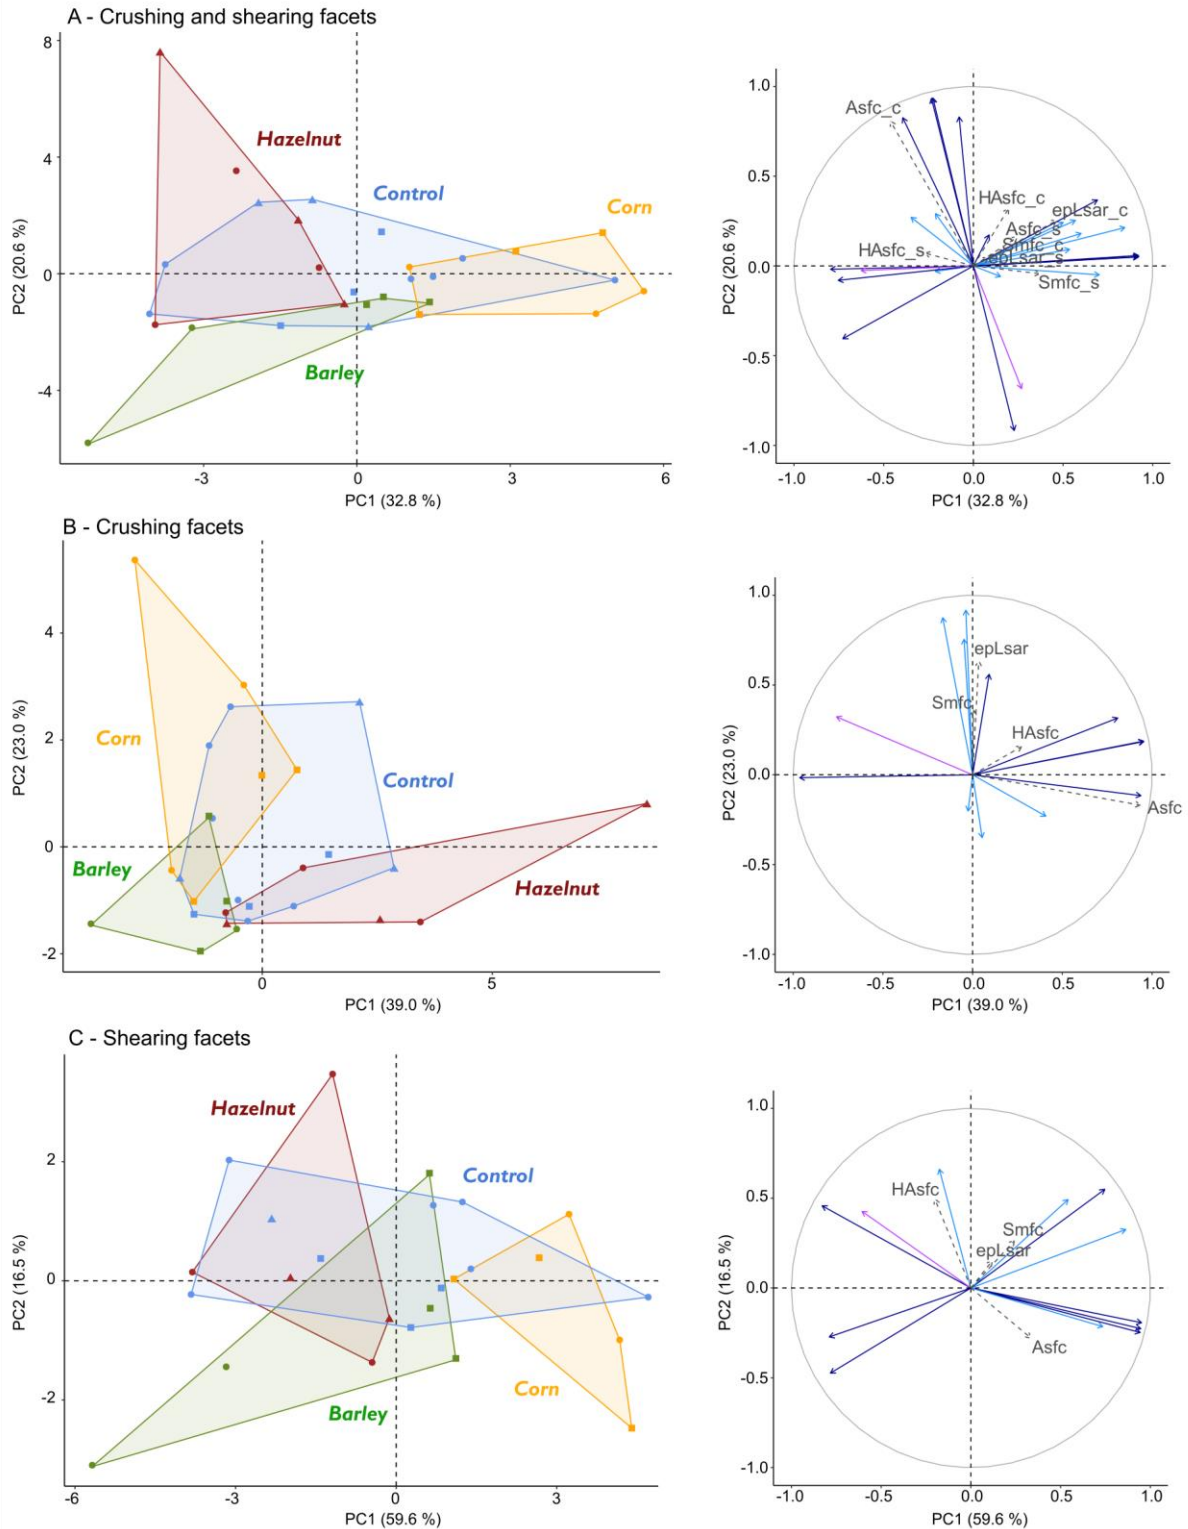 A - Crushing and shearing facets
8
4
0
-4
-3
0
3
6
PC2 (20.6 %)
PC1 (32.8 %)
Hazelnut
Control
Corn
Barley
1.0
0.5
0.0
-0.5
-1.0
-1.0
-0.5
0.0
0.5
1.0
PC2 (20.6 %)
PC1 (32.8 %)
Asfc_c
HAsfc_c
epLsar_c
Asfc_s
Smfc_c
HAsfc_s
epLsar_s
Smfc_s
B - Crushing facets
4
2
0
-2
0
5
PC2 (23.0 %)
PC1 (39.0 %)
Corn
Control
Barley
Hazelnut
1.0
0.5
0.0
-0.5
-1.0
-1.0
-0.5
0.0
0.5
1.0
PC2 (23.0 %)
PC1 (39.0 %)
epLsar
Smfc
HAsfc
Asfc
C - Shearing facets
2
0
-2
-6
-3
0
3
PC2 (16.5 %)
PC1 (59.6 %)
Hazelnut
Control
Corn
Barley
1.0
0.5
0.0
-0.5
-1.0
-1.0
-0.5
0.0
0.5
1.0
PC2 (16.5 %)
PC1 (59.6 %)
HAsfc
Smfc
epLsar
Asfc